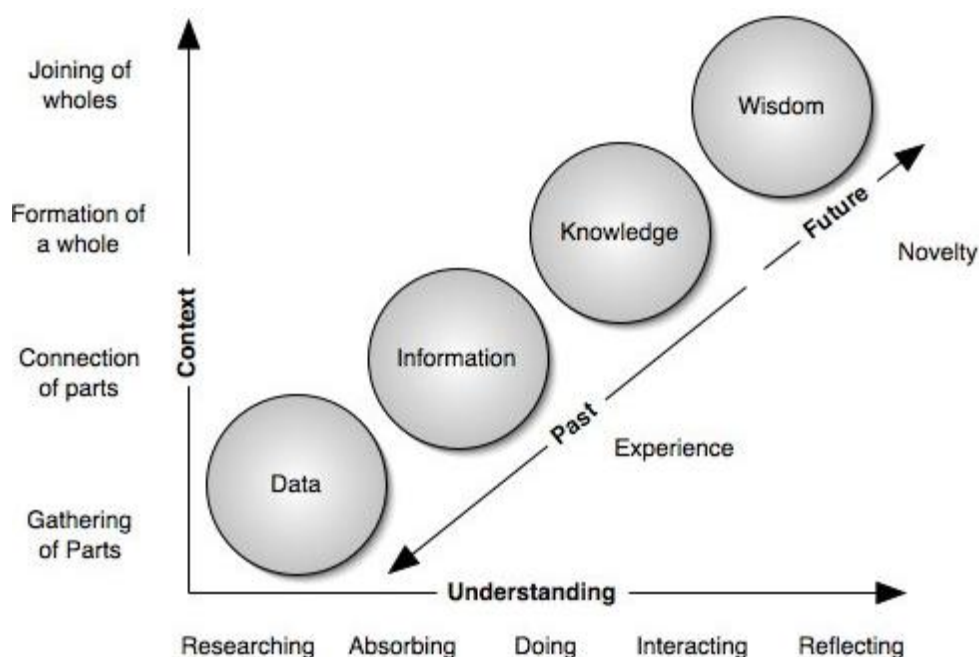 Joining of
wholes
Wisdom
Formation of
a whole
Knowledge
Future
Novelty
Context
Connection
of parts
Information
Past
Experience
Data
Gathering
of Parts
Understanding
Researching Absorbing Doing Interacting Reflecting